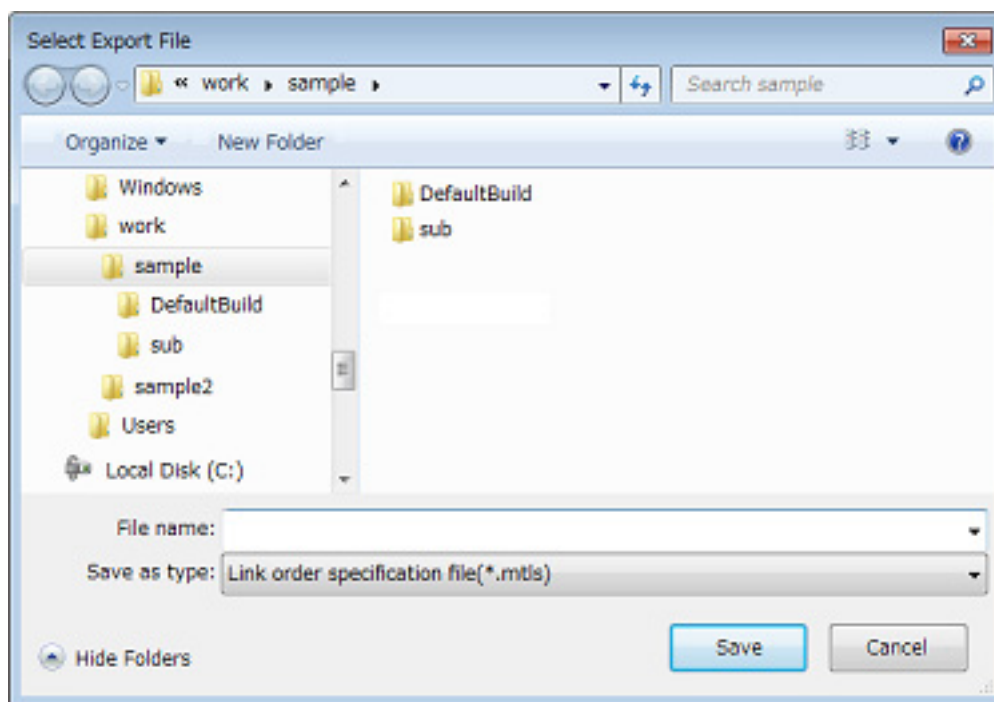 Select Export File
« work sample Search sample
Organize New Folder
Windows
work
sample
DefaultBuild
sub
sample2
Users
Local Disk (C:)
DefaultBuild
sub
File name:
Save as type: Link order specification file(*.mtls)
Hide Folders Save Cancel